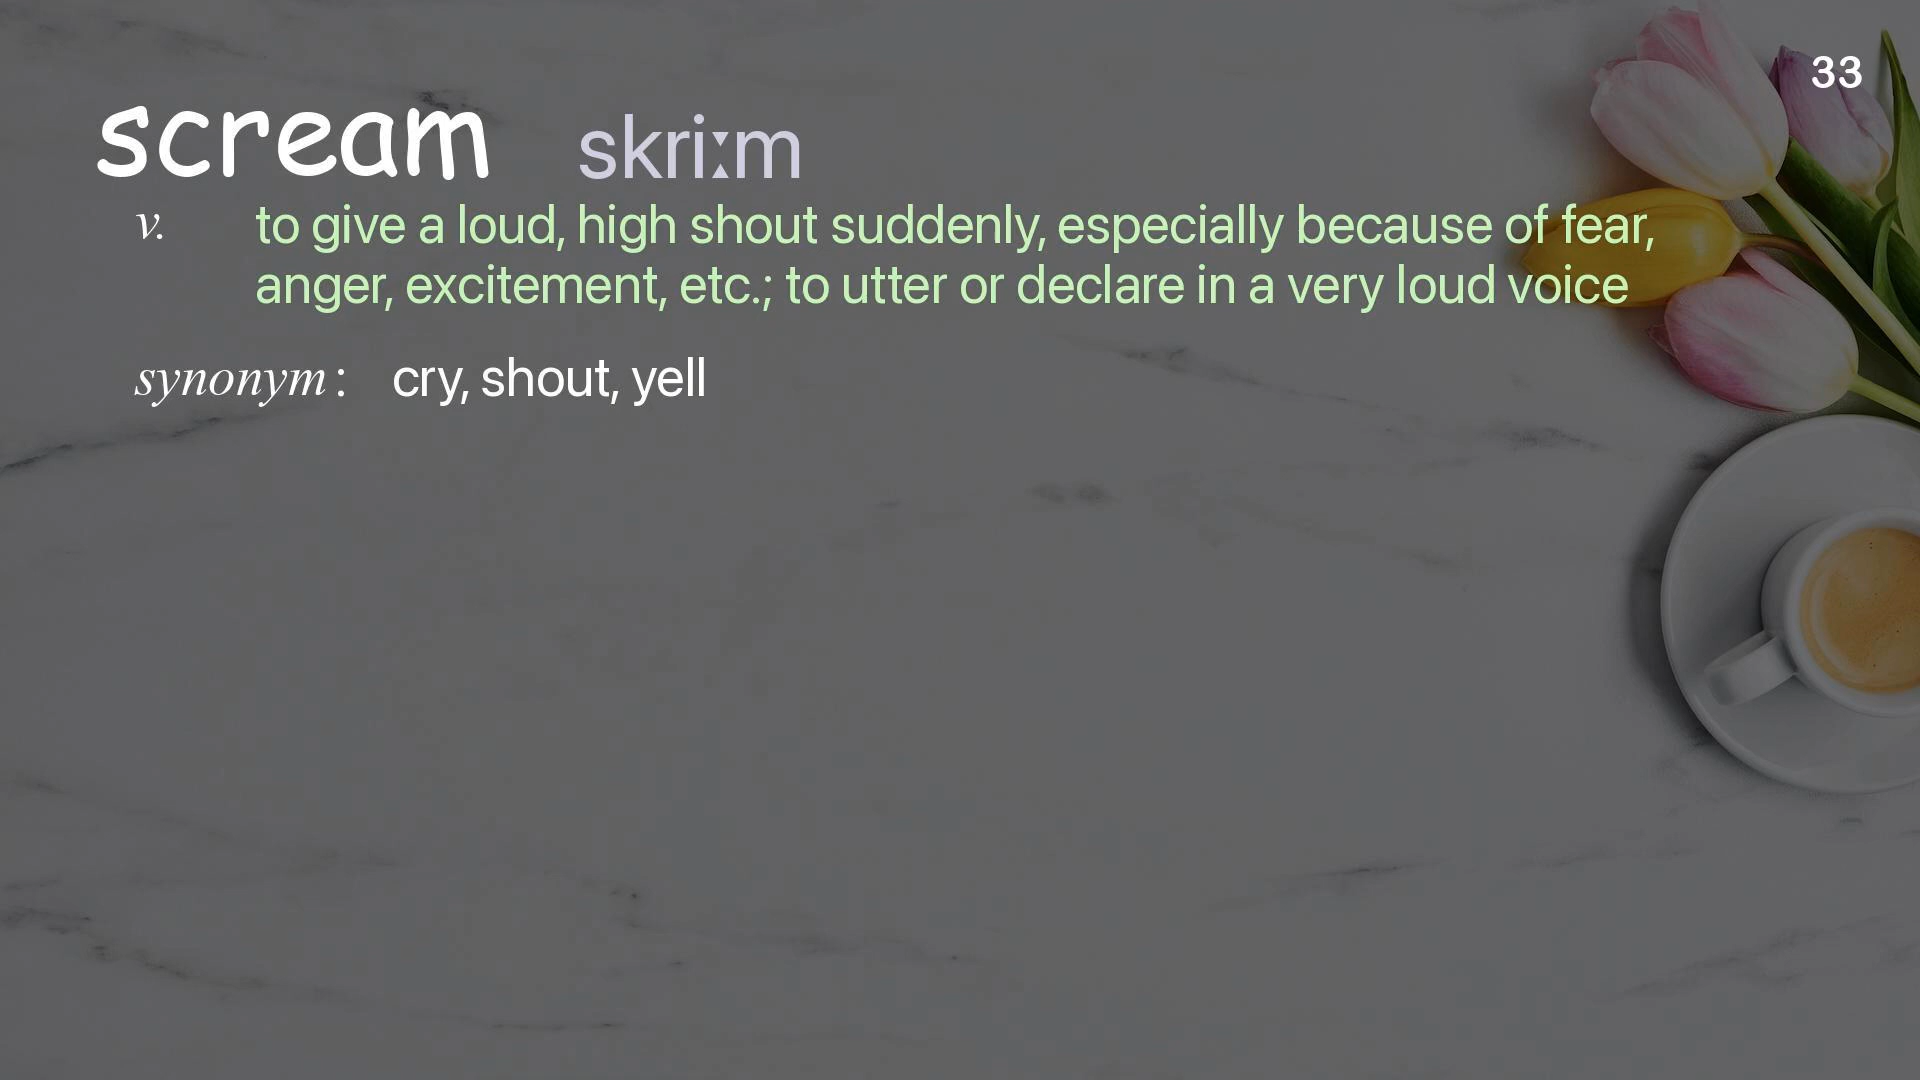 33
scream skriːm
v. to give a loud, high shout suddenly, especially because of fear,
anger, excitement, etc.; to utter or declare in a very loud voice
synonym : cry, shout, yell